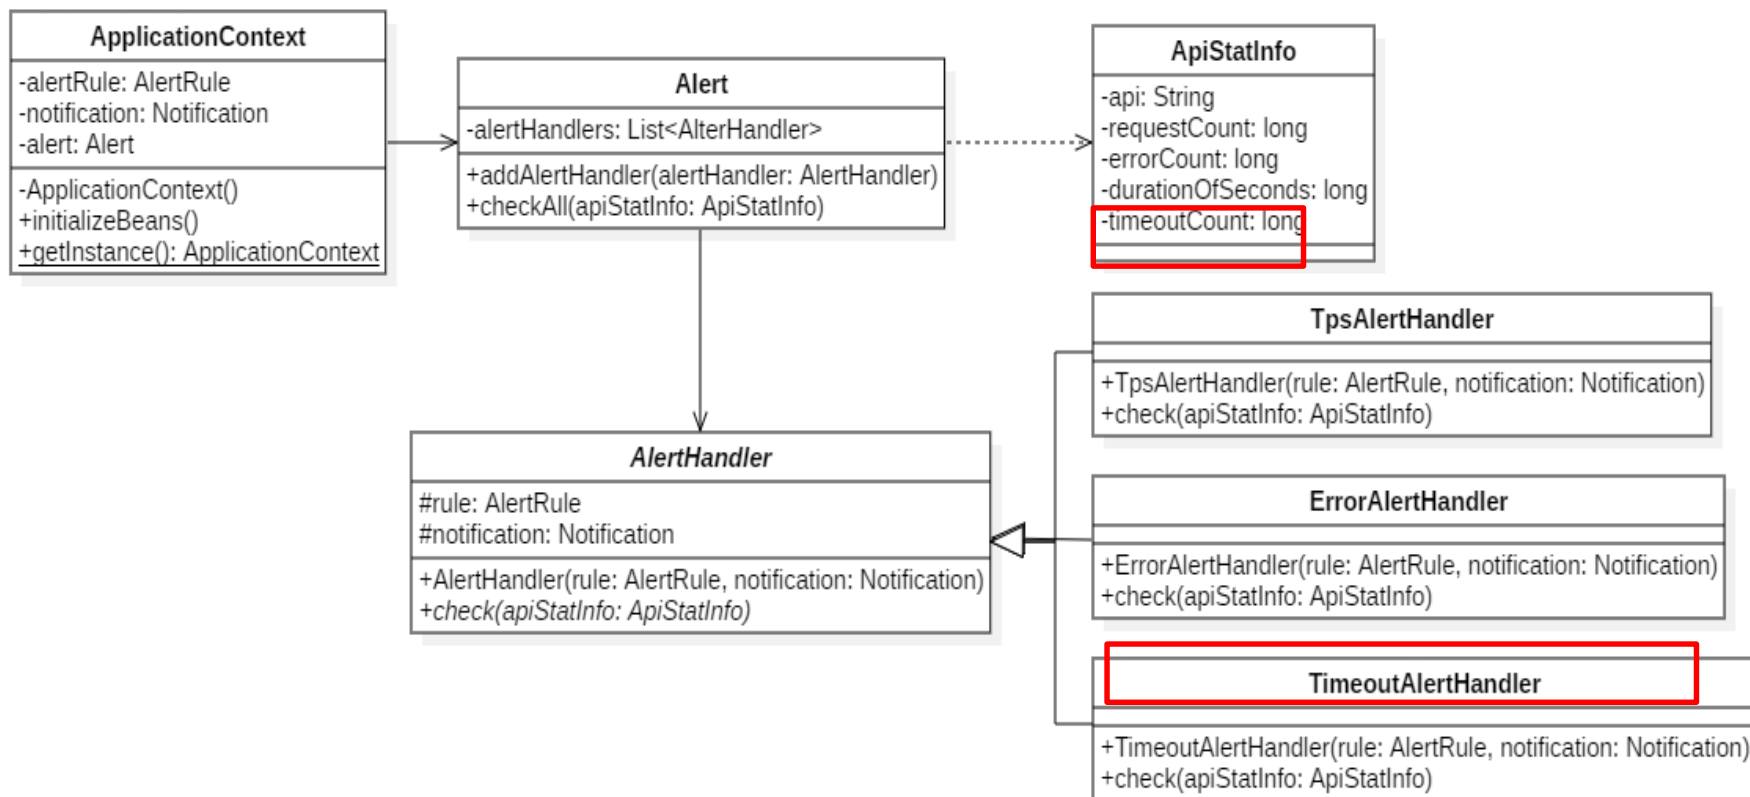 ApplicationContext
-alertRule: AlertRule
-notification: Notification
-alert: Alert
-ApplicationContext()
+initializeBeans()
+getInstance(): ApplicationContext
Alert
-alertHandlers: List<AlterHandler>
+addAlertHandler(alertHandler: AlertHandler)
+checkAll(apiStatInfo: ApiStatInfo)
ApiStatInfo
-api: String
-requestCount: long
-errorCount: long
-durationOfSeconds: long
-timeoutCount: long
AlertHandler
#rule: AlertRule
#notification: Notification
+AlertHandler(rule: AlertRule, notification: Notification)
+check(apiStatInfo: ApiStatInfo)
TpsAlertHandler
+TpsAlertHandler(rule: AlertRule, notification: Notification)
+check(apiStatInfo: ApiStatInfo)
ErrorAlertHandler
+ErrorAlertHandler(rule: AlertRule, notification: Notification)
+check(apiStatInfo: ApiStatInfo)
TimeoutAlertHandler
+TimeoutAlertHandler(rule: AlertRule, notification: Notification)
+check(apiStatInfo: ApiStatInfo)